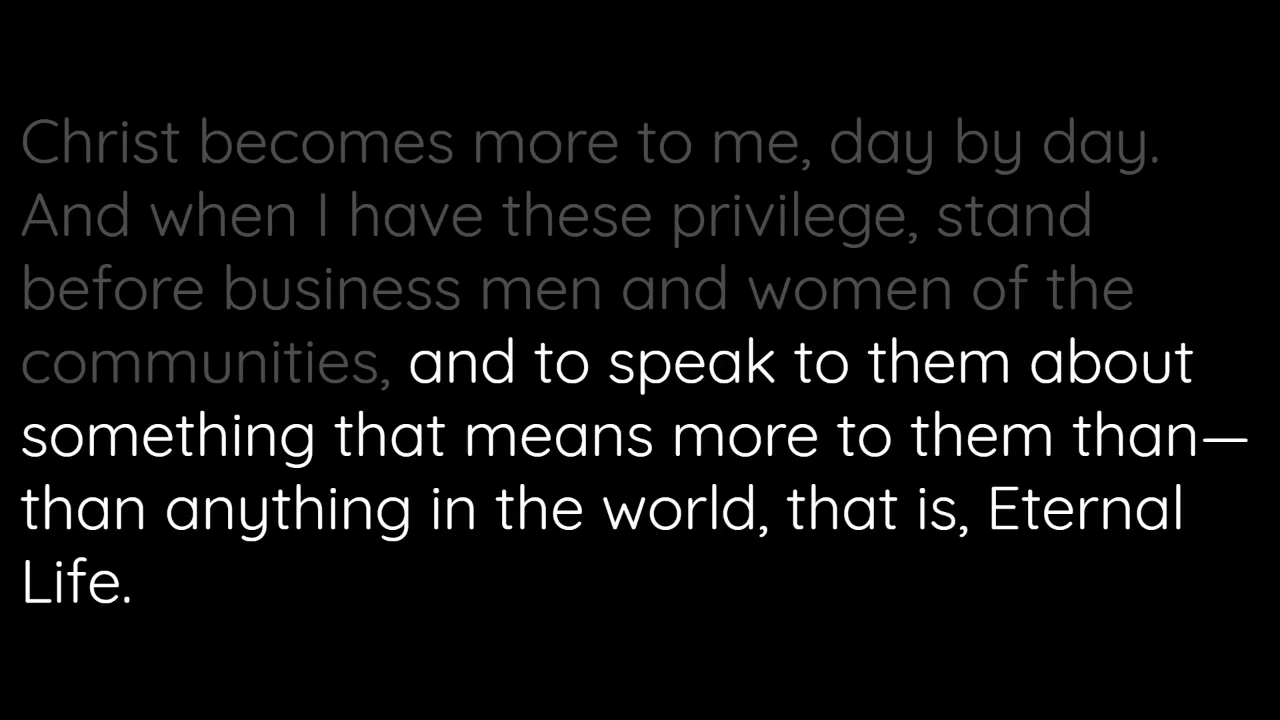 Christ becomes more to me, day by day.
And when I have these privilege, stand
before business men and women of the
communities, and to speak to them about
something that means more to them than—
than anything in the world, that is, Eternal
Life.